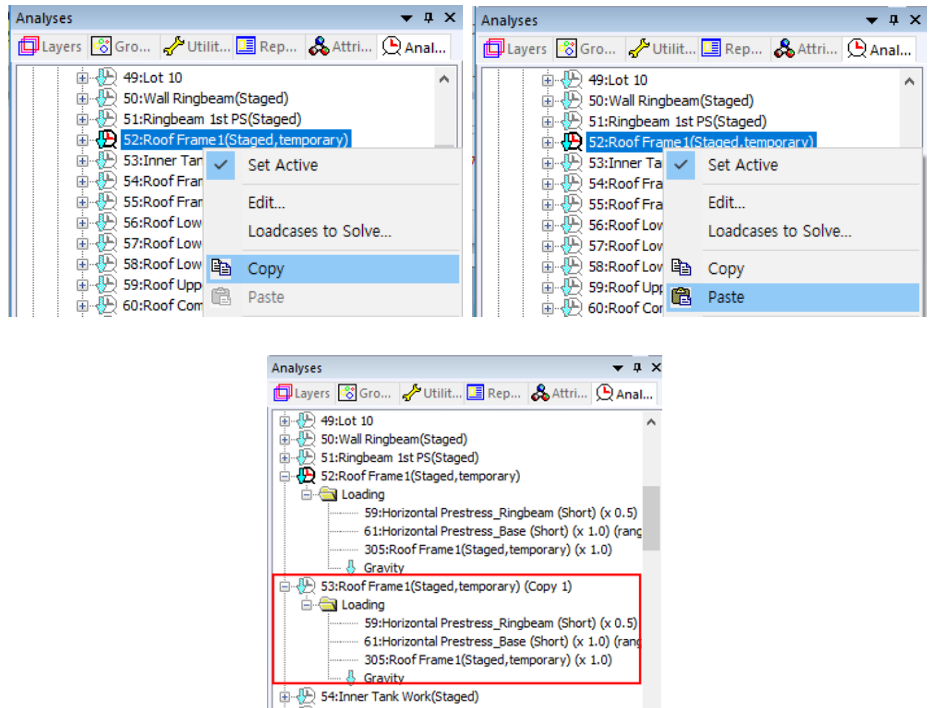 Analyses
Layers Gro... Utilit... Rep... Attri... Anal...
49:Lot 10
50:Wall Ringbeam(Staged)
51:Ringbeam 1st PS(Staged)
52:Roof Frame1(Staged,temporary)
53:Inner Tan
54:Roof Fran
55:Roof Fran
56:Roof Low
57:Roof Low
58:Roof Low
59:Roof Upp
60:Roof Com
Set Active
Edit...
Loadcases to Solve...
Copy
Paste
Analyses
Layers Gro... Utilit... Rep... Attri... Anal...
49:Lot 10
50:Wall Ringbeam(Staged)
51:Ringbeam 1st PS(Staged)
52:Roof Frame1(Staged,temporary)
53:Inner Ta
54:Roof Fra
55:Roof Fra
56:Roof Low
57:Roof Low
58:Roof Low
59:Roof Upp
60:Roof Cor
Set Active
Edit...
Loadcases to Solve...
Copy
Paste
Analyses
Layers Gro... Utilit... Rep... Attri... Anal...
49:Lot 10
50:Wall Ringbeam(Staged)
51:Ringbeam 1st PS(Staged)
52:Roof Frame1(Staged,temporary)
Loading
59:Horizontal Prestress_Ringbeam (Short) (x 0.5)
61:Horizontal Prestress_Base (Short) (x 1.0) (rang
305:Roof Frame1(Staged,temporary) (x 1.0)
Gravity
53:Roof Frame1(Staged,temporary) (Copy 1)
Loading
59:Horizontal Prestress_Ringbeam (Short) (x 0.5)
61:Horizontal Prestress_Base (Short) (x 1.0) (rang
305:Roof Frame1(Staged,temporary) (x 1.0)
Gravity
54:Inner Tank Work(Staged)